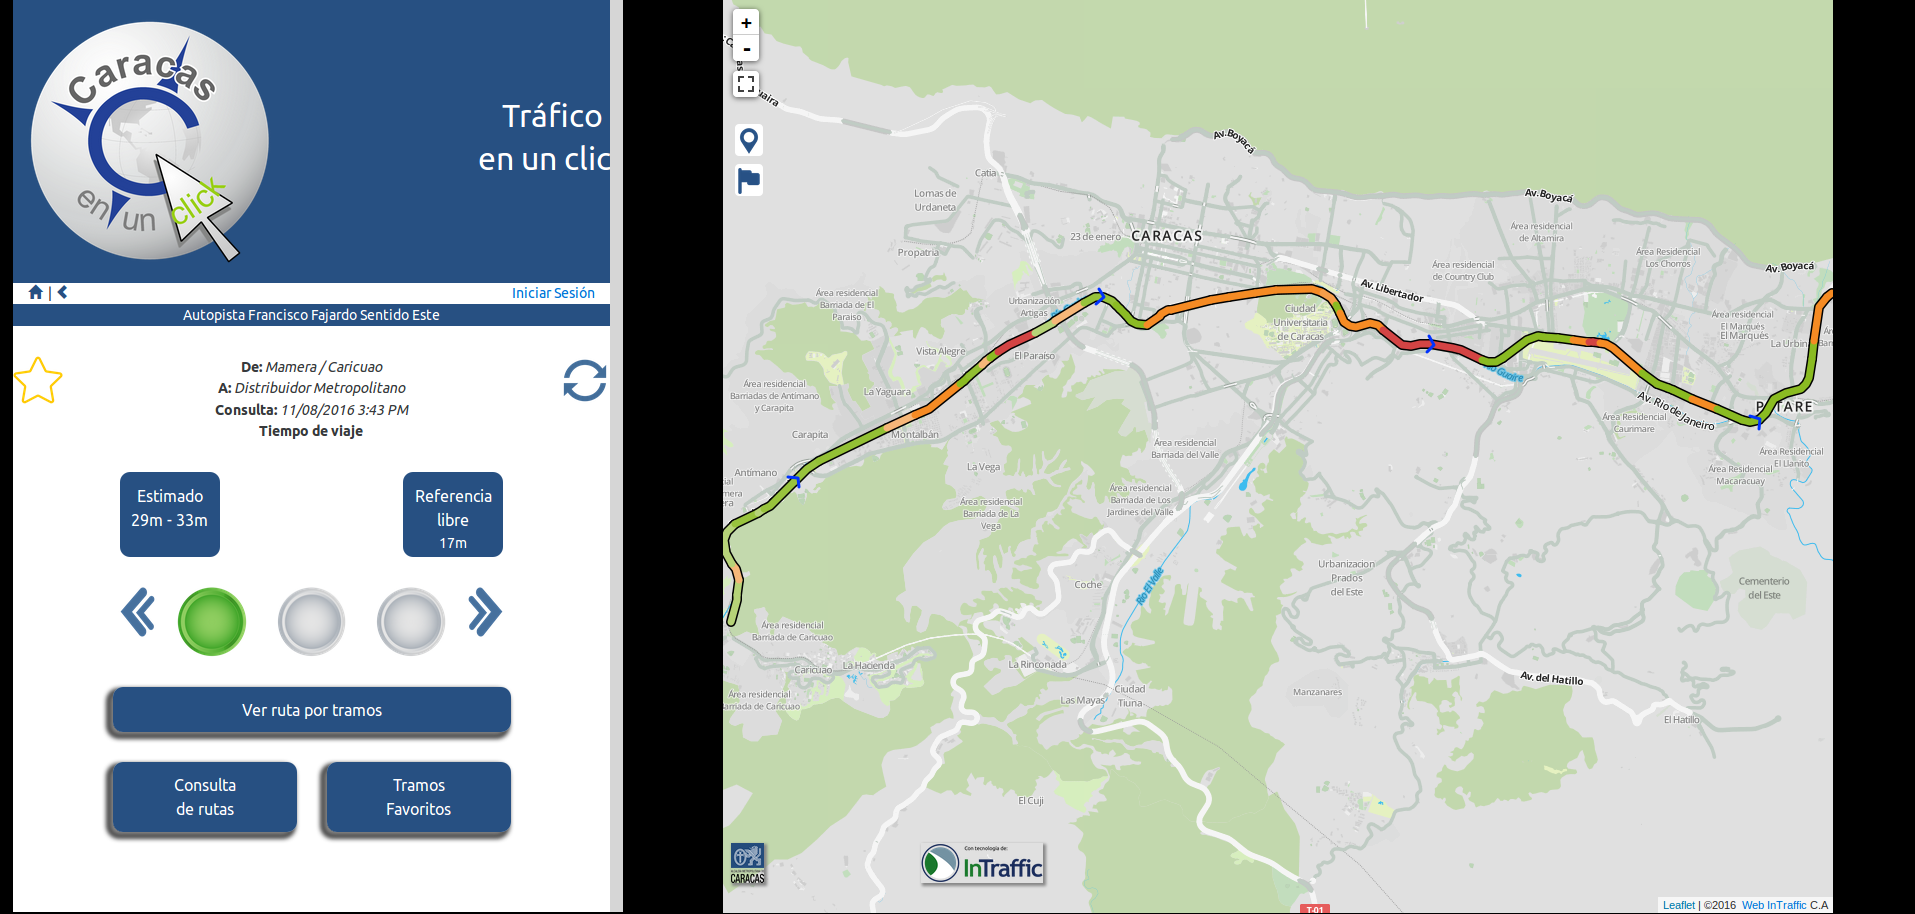 Caracas
en un click
Tráfico
en un clic
|
Iniciar Sesión
Autopista Francisco Fajardo Sentido Este
De: Mamera / Caricuao
A: Distribuidor Metropolitano
Consulta: 11/08/2016 3:43 PM
Tiempo de viaje
Estimado
29m - 33m
Referencia
libre
17m
Ver ruta por tramos
Consulta
de rutas
Tramos
Favoritos
+
-
uaira
Av. Boyacá
Catia
Lomas de
Urdaneta
Av. Boyacá
23 de enero
CARACAS
Propatria
Área residencial
de Altamira
Área Residencial
Los Chorros
Av. Boyacá
Área residencial
de Country Club
Av. Libertador
Área residencial
Barriada de El
Paraiso
Urbanización
Artigas
Ciudad
Universitaria
de Caracas
Área residencial
El Marqués
La Urbin
Vista Alegre
El Paraiso
Área residencial
Barriadas de Antímano
y Carapita
La Yaguara
Guaire
Av. Rio de Janeiro
PETARE
Área Residencial
Caurimare
Carapita
Montalbán
Área residencial
Barriada del Valle
Antímano
La Vega
Área Residencial
El Llanito
Área Residencial
Macaracuay
Área residencial
Barriada de La
Vega
Área residencial
Barriada de Los
Jardines del Valle
Urbanizacion
Prados
del Este
Coche
Río El Valle
Cementerio
del Este
Área residencial
Barriada de Caricuao
Caricuao
La Hacienda
La Rinconada
Av. del Hatillo
Área residencial
Barriada de Caricuao
Las Mayas
Ciudad
Tiuna
Manzanares
El Hatillo
El Cuji
CARACAS
Con tecnología de:
InTraffic
T-01
Leaflet | ©2016 Web InTraffic C.A